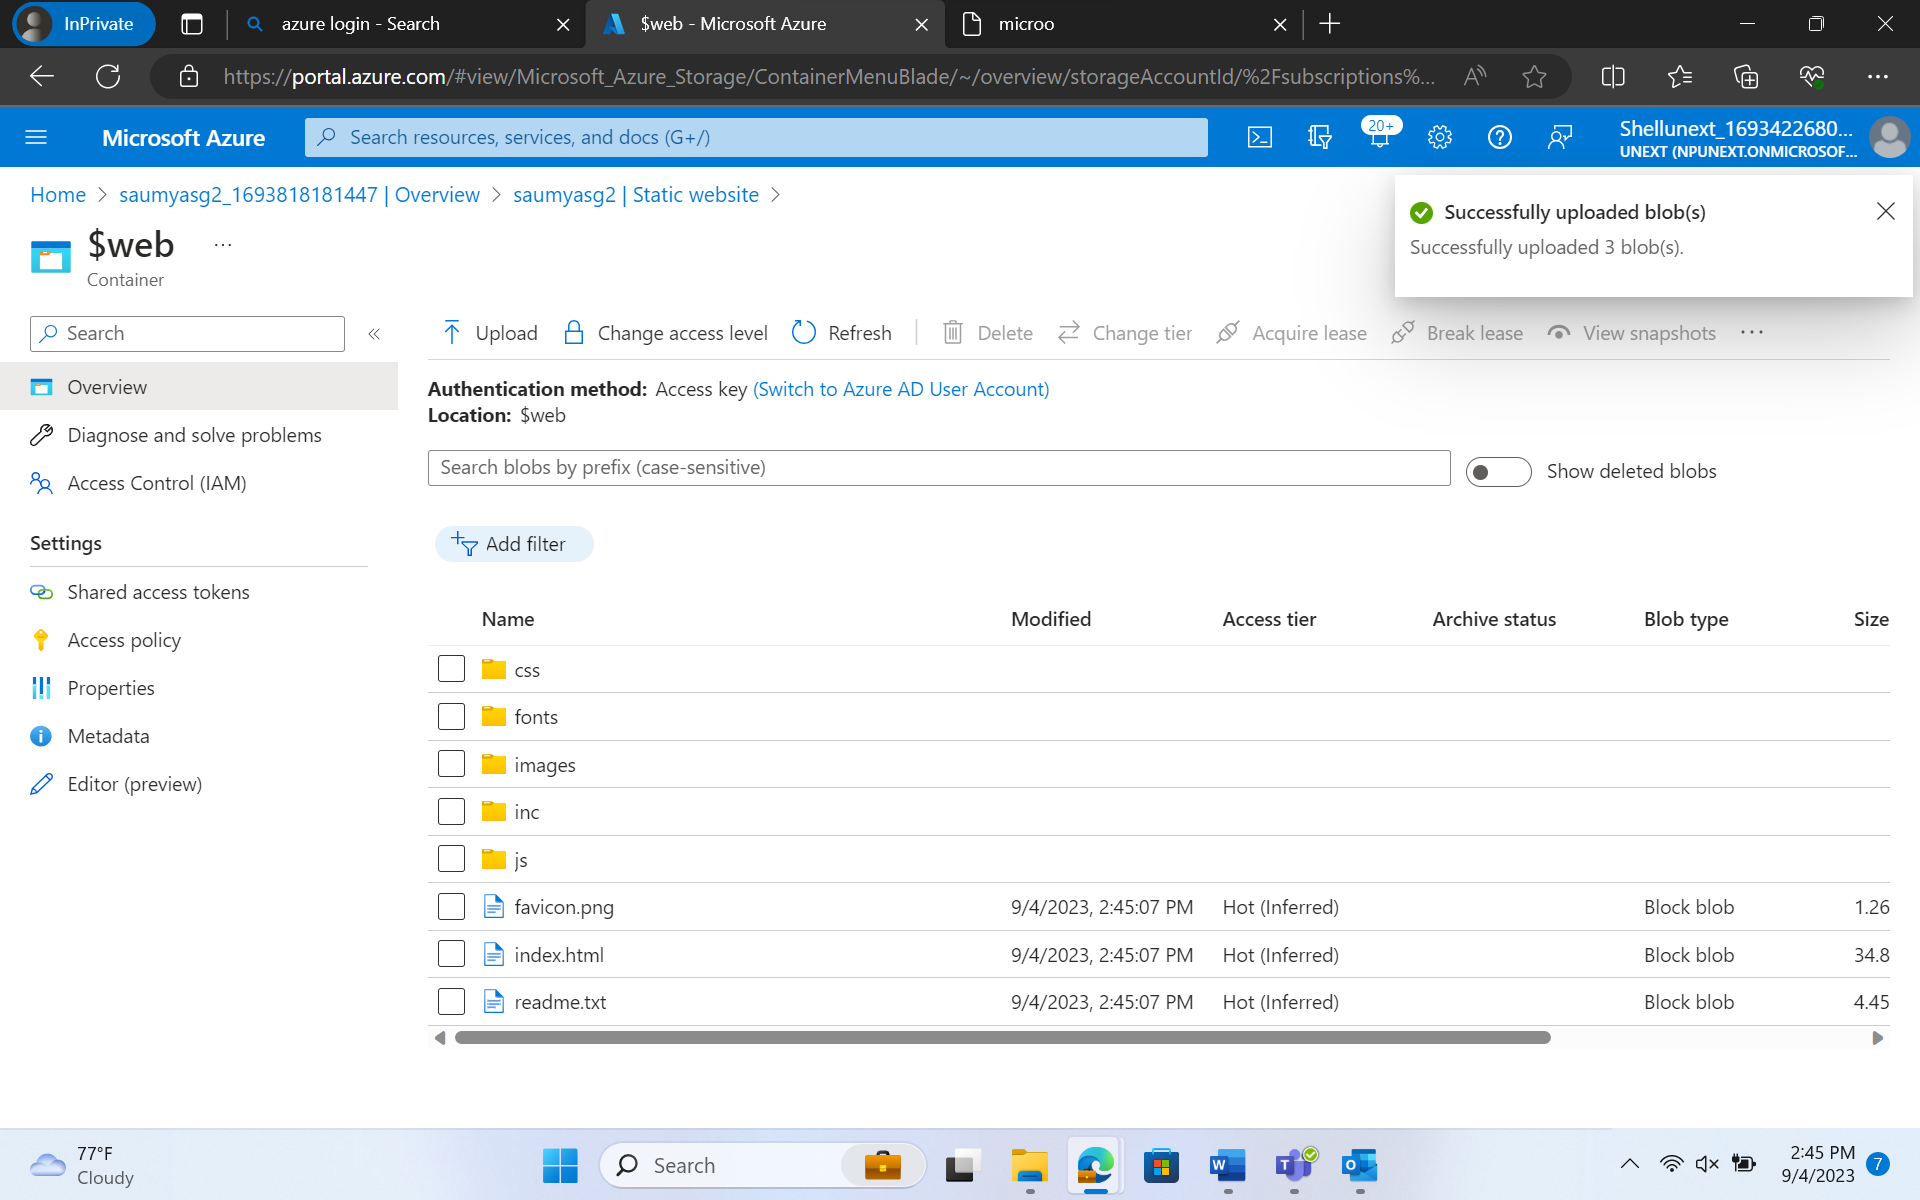 InPrivate
azure login - Search
$web - Microsoft Azure
microo
https://portal.azure.com/#view/Microsoft_Azure_Storage/ContainerMenuBlade/~/overview/storageAccountId/%2Fsubscriptions%...
Microsoft Azure
Search resources, services, and docs (G+/)
20+
Shellunext_1693422680...
UNEXT (NPUNEXT.ONMICROSOF...
Home > saumyasg2_1693818181447 | Overview > saumyasg2 | Static website >
$web ...
Container
Successfully uploaded blob(s)
Successfully uploaded 3 blob(s).
Search
«
Upload Change access level Refresh Delete Change tier Acquire lease Break lease View snapshots ...
Overview
Diagnose and solve problems
Access Control (IAM)
Settings
Shared access tokens
Access policy
Properties
Metadata
Editor (preview)
Authentication method: Access key (Switch to Azure AD User Account)
Location: $web
Search blobs by prefix (case-sensitive)
Show deleted blobs
Add filter
Name Modified Access tier Archive status Blob type Size
css
fonts
images
inc
js
favicon.png 9/4/2023, 2:45:07 PM Hot (Inferred) Block blob 1.26
index.html 9/4/2023, 2:45:07 PM Hot (Inferred) Block blob 34.8
readme.txt 9/4/2023, 2:45:07 PM Hot (Inferred) Block blob 4.45
77°F
Cloudy
Search
2:45 PM
9/4/2023
7